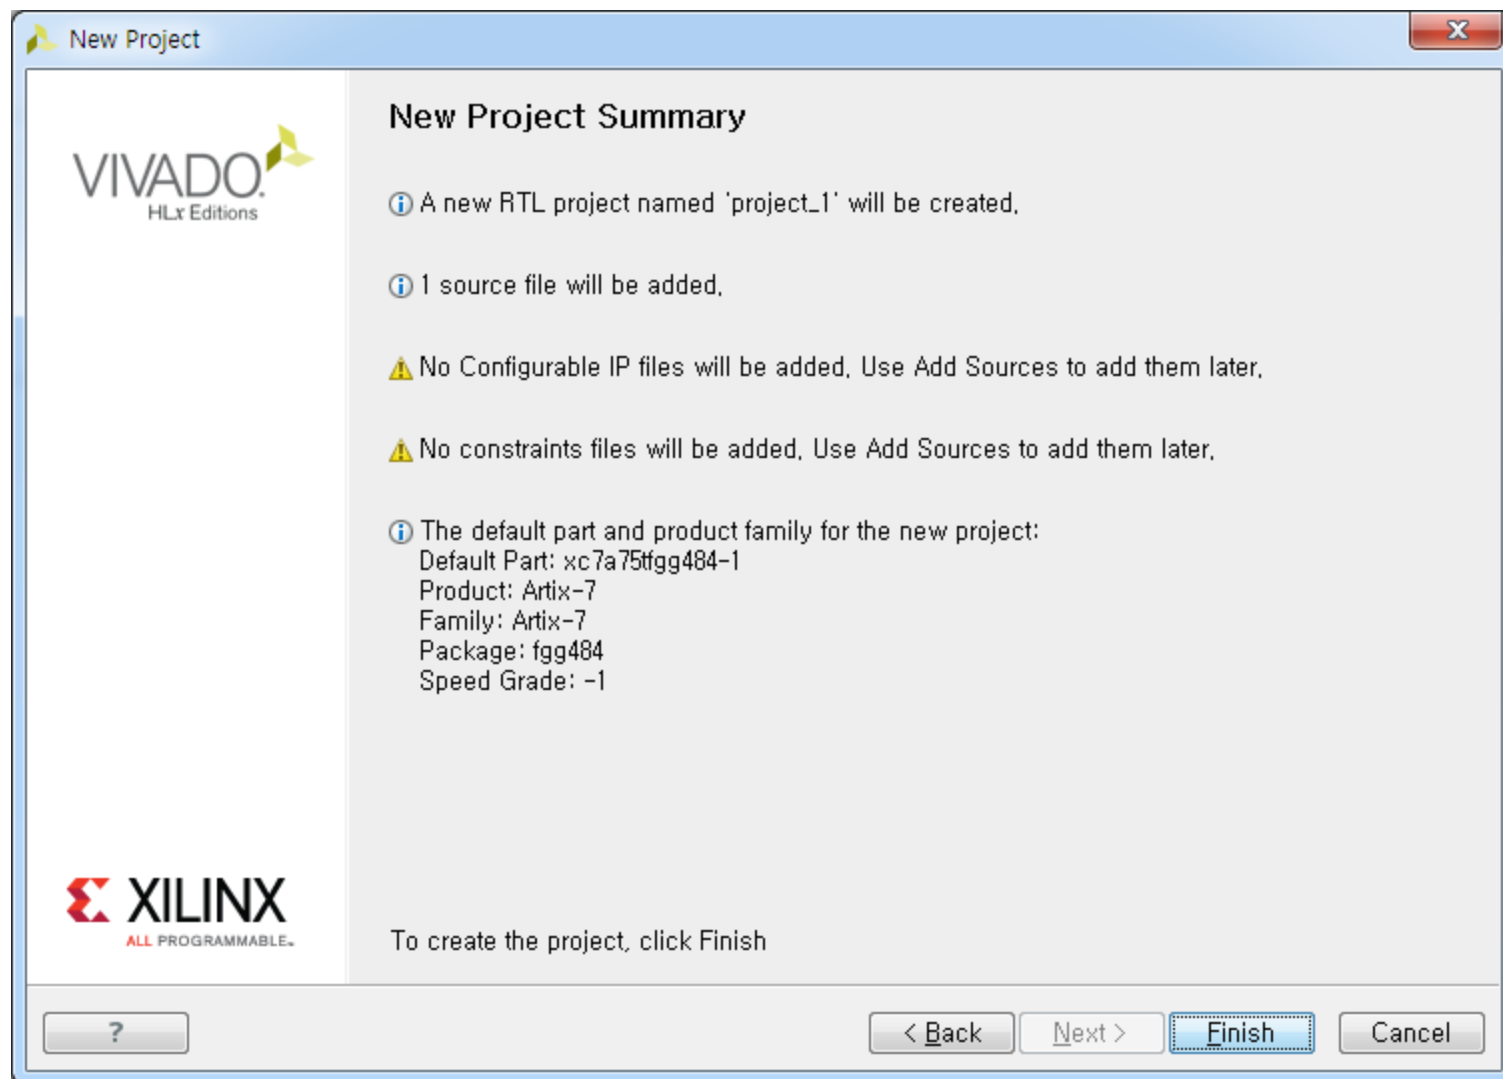 New Project
VIVADO.
HLx Editions
New Project Summary
A new RTL project named 'project_1' will be created.
1 source file will be added.
No Configurable IP files will be added. Use Add Sources to add them later.
No constraints files will be added. Use Add Sources to add them later.
The default part and product family for the new project:
Default Part: xc7a75tfgg484-1
Product: Artix-7
Family: Artix-7
Package: fgg484
Speed Grade: -1
XILINX
ALL PROGRAMMABLE.
To create the project, click Finish
?
< Back
Next >
Finish
Cancel